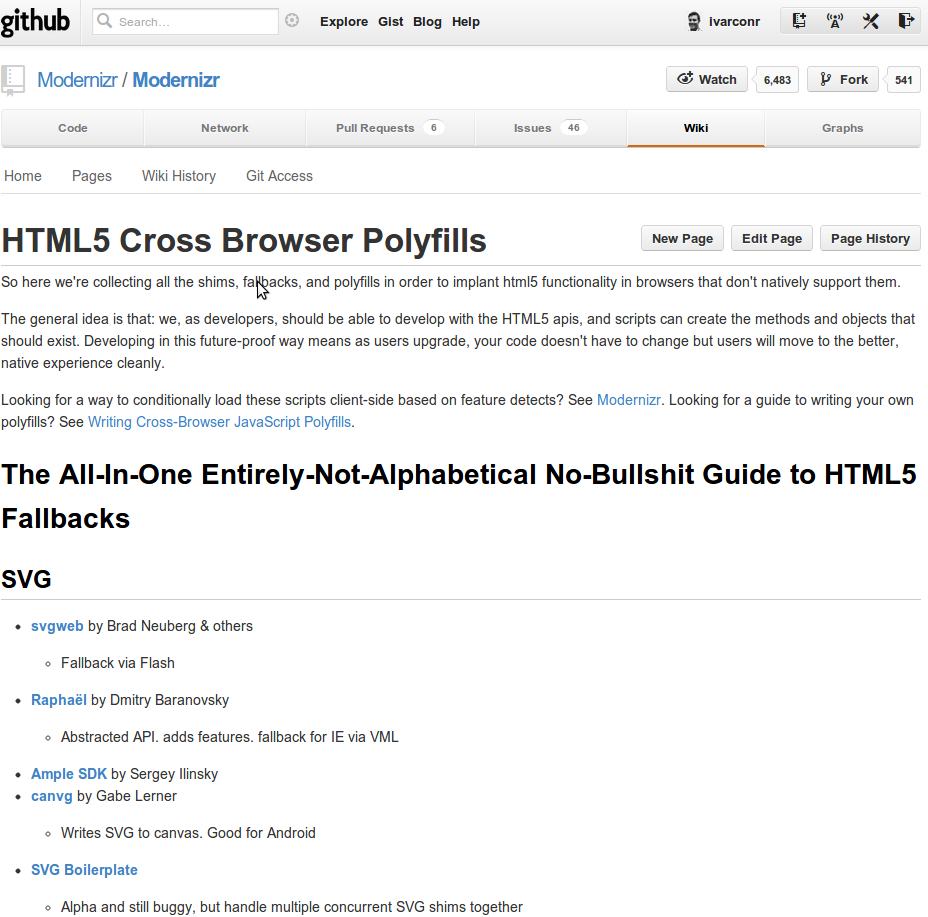 github Search… Explore Gist Blog Help ivarconr
Modernizr / Modernizr Watch 6,483 Fork 541
Code Network Pull Requests 6 Issues 46 Wiki Graphs
Home Pages Wiki History Git Access
HTML5 Cross Browser Polyfills New Page Edit Page Page History
So here we're collecting all the shims, fallbacks, and polyfills in order to implant html5 functionality in browsers that don't natively support them.
The general idea is that: we, as developers, should be able to develop with the HTML5 apis, and scripts can create the methods and objects that
should exist. Developing in this future-proof way means as users upgrade, your code doesn't have to change but users will move to the better,
native experience cleanly.
Looking for a way to conditionally load these scripts client-side based on feature detects? See Modernizr. Looking for a guide to writing your own
polyfills? See Writing Cross-Browser JavaScript Polyfills.
The All-In-One Entirely-Not-Alphabetical No-Bullshit Guide to HTML5
Fallbacks
SVG
• svgweb by Brad Neuberg & others
◦ Fallback via Flash
• Raphaël by Dmitry Baranovsky
◦ Abstracted API. adds features. fallback for IE via VML
• Ample SDK by Sergey Ilinsky
• canvg by Gabe Lerner
◦ Writes SVG to canvas. Good for Android
• SVG Boilerplate
◦ Alpha and still buggy, but handle multiple concurrent SVG shims together